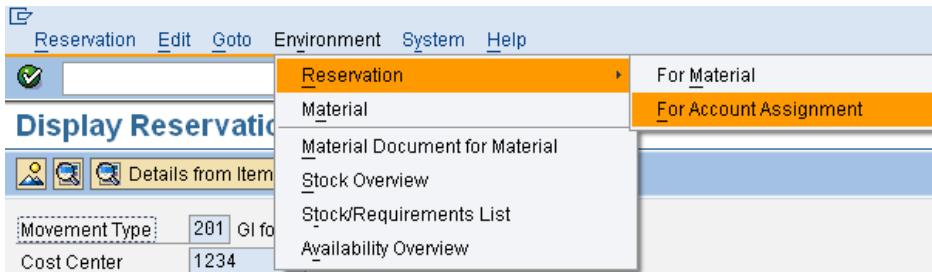 Reservation Edit Goto Environment System Help
Reservation
For Material
Material
For Account Assignment
Display Reservatio
Material Document for Material
Details from Item
Stock Overview
Stock/Requirements List
Movement Type 201 GI fo
Availability Overview
Cost Center 1234